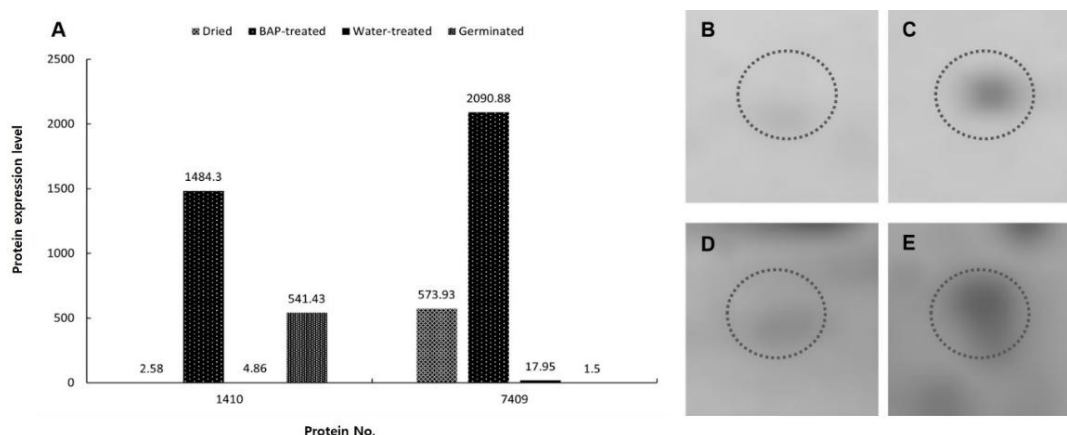 A
Dried BAP-treated Water-treated Germinated
Protein expression level
2500
2000
1500
1000
500
0
2.58
1484.3
4.86
541.43
573.93
2090.88
17.95
1.5
1410
7409
Protein No.
B
C
D
E